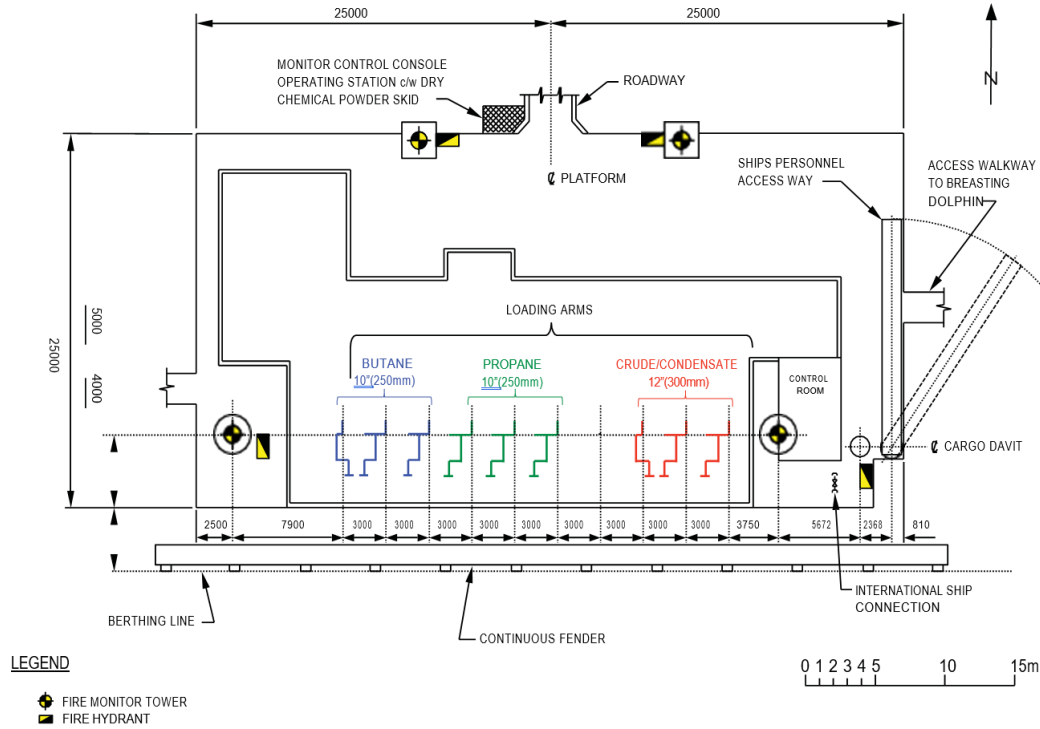 25000
25000
MONITOR CONTROL CONSOLE
OPERATING STATION c/w DRY
CHEMICAL POWDER SKID
ROADWAY
N
SHIPS PERSONNEL
ACCESS WAY
ACCESS WALKWAY
TO BREASTING
DOLPHIN
℄ PLATFORM
25000
5000
4000
LOADING ARMS
BUTANE
10"(250mm)
PROPANE
10"(250mm)
CRUDE/CONDENSATE
12"(300mm)
CONTROL
ROOM
℄ CARGO DAVIT
2500
7900
3000
3000
3000
3000
3000
3000
3000
3000
3000
3750
5672
2368
810
INTERNATIONAL SHIP
CONNECTION
BERTHING LINE
CONTINUOUS FENDER
LEGEND
FIRE MONITOR TOWER
FIRE HYDRANT
0 1 2 3 4 5 10 15m